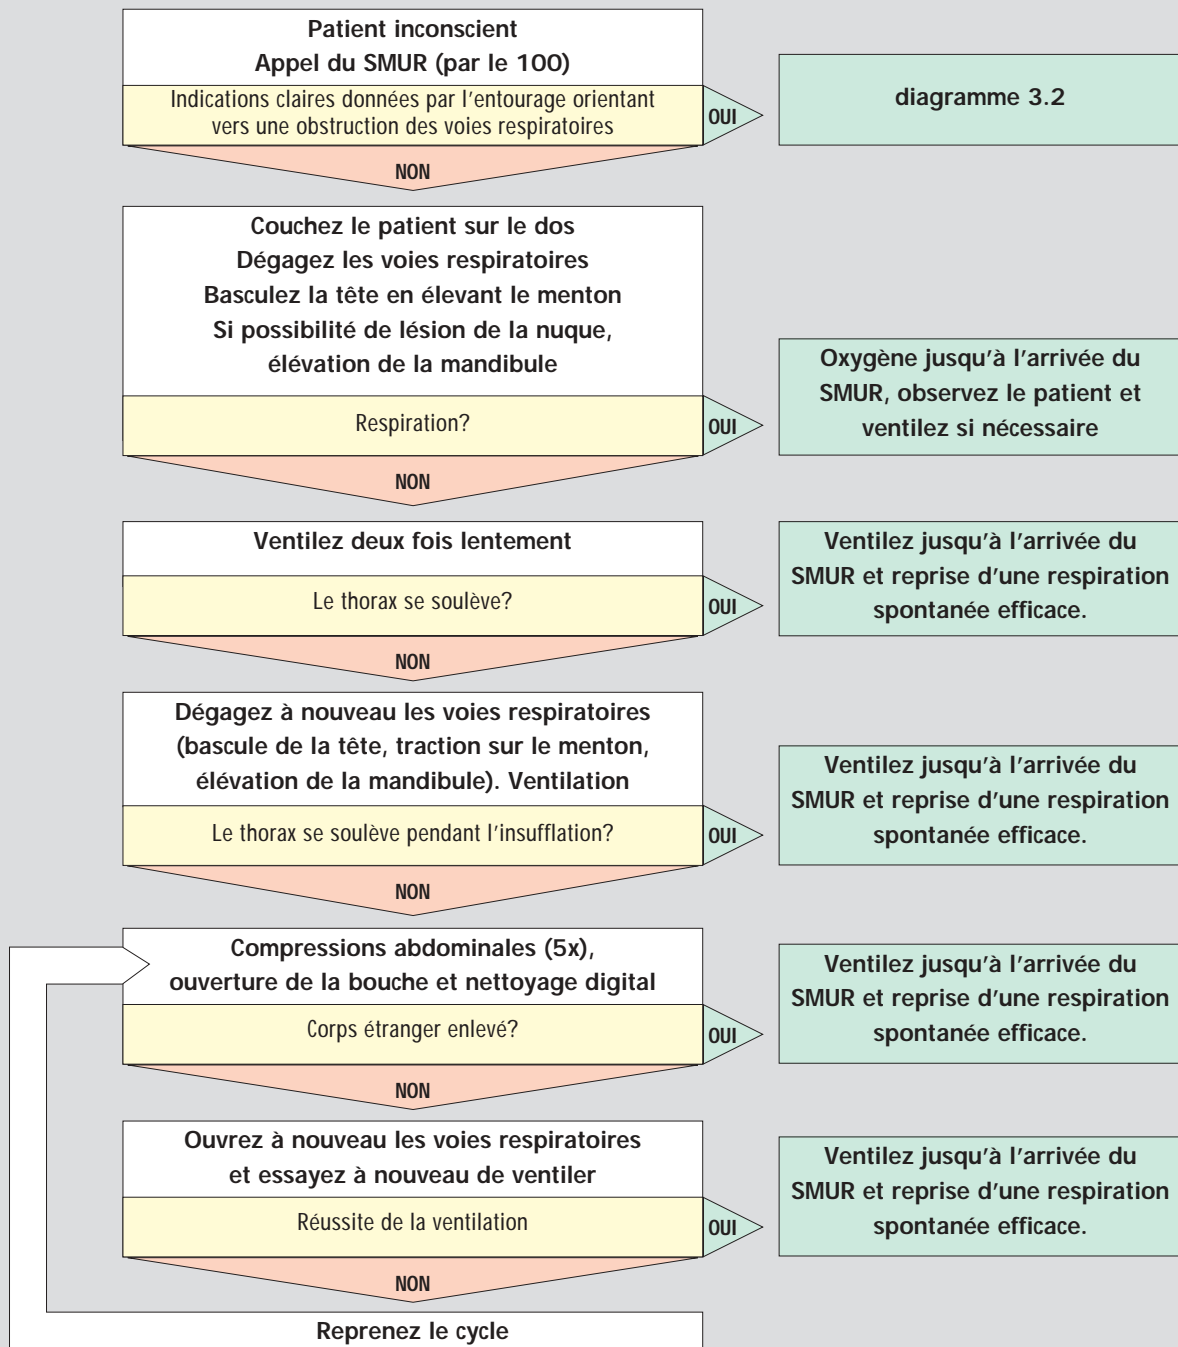 Patient inconscient
Appel du SMUR (par le 100)
Indications claires données par l'entourage orientant
vers une obstruction des voies respiratoires
OUI
diagramme 3.2
NON
Couchez le patient sur le dos
Dégagez les voies respiratoires
Basculez la tête en élevant le menton
Si possibilité de lésion de la nuque,
élévation de la mandibule
Respiration?
OUI
Oxygène jusqu'à l'arrivée du
SMUR, observez le patient et
ventilez si nécessaire
NON
Ventilez deux fois lentement
Le thorax se soulève?
OUI
Ventilez jusqu'à l'arrivée du
SMUR et reprise d'une respiration
spontanée efficace.
NON
Dégagez à nouveau les voies respiratoires
(bascule de la tête, traction sur le menton,
élévation de la mandibule). Ventilation
Le thorax se soulève pendant l'insufflation?
OUI
Ventilez jusqu'à l'arrivée du
SMUR et reprise d'une respiration
spontanée efficace.
NON
Compressions abdominales (5x),
ouverture de la bouche et nettoyage digital
Corps étranger enlevé?
OUI
Ventilez jusqu'à l'arrivée du
SMUR et reprise d'une respiration
spontanée efficace.
NON
Ouvrez à nouveau les voies respiratoires
et essayez à nouveau de ventiler
Réussite de la ventilation
OUI
Ventilez jusqu'à l'arrivée du
SMUR et reprise d'une respiration
spontanée efficace.
NON
Reprenez le cycle